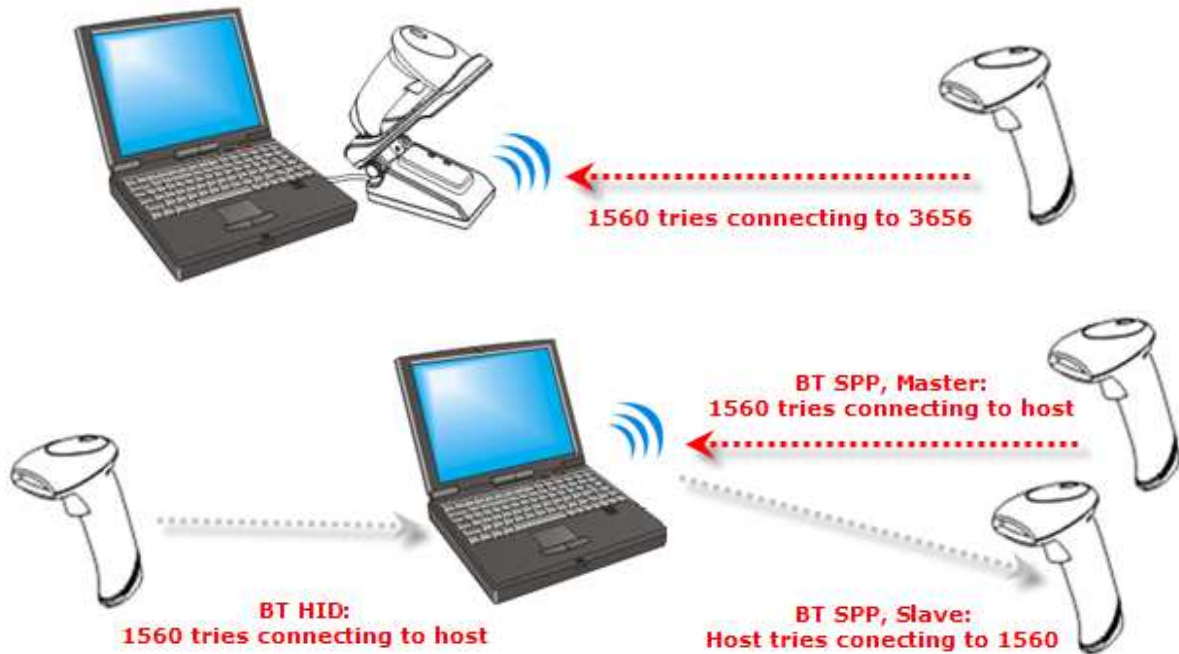 1560 tries connecting to 3656
BT SPP, Master:
1560 tries connecting to host
BT HID:
1560 tries connecting to host
BT SPP, Slave:
Host tries conecting to 1560